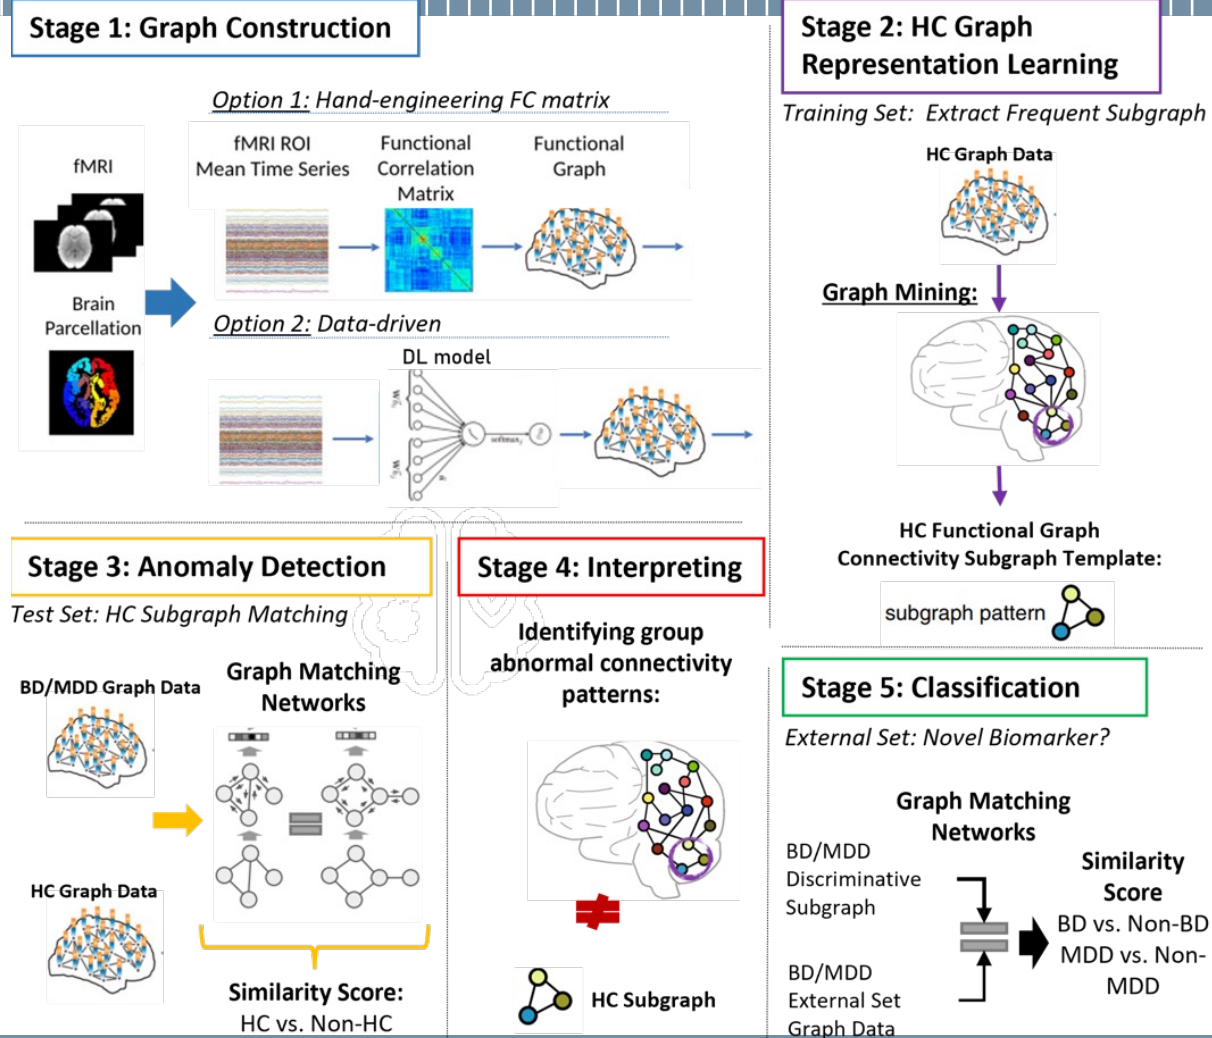 Stage 1: Graph Construction
Option 1: Hand-engineering FC matrix
fMRI
Brain
Parcellation
fMRI ROI
Mean Time Series
Functional
Correlation
Matrix
Functional
Graph
Option 2: Data-driven
DL model
softmax
Stage 2: HC Graph
Representation Learning
Training Set: Extract Frequent Subgraph
HC Graph Data
Graph Mining:
HC Functional Graph
Connectivity Subgraph Template:
subgraph pattern
Stage 3: Anomaly Detection
Test Set: HC Subgraph Matching
BD/MDD Graph Data
Graph Matching
Networks
HC Graph Data
Similarity Score:
HC vs. Non-HC
Stage 4: Interpreting
Identifying group
abnormal connectivity
patterns:
≠
HC Subgraph
Stage 5: Classification
External Set: Novel Biomarker?
Graph Matching
Networks
BD/MDD
Discriminative
Subgraph
BD/MDD
External Set
Graph Data
Similarity
Score
BD vs. Non-BD
MDD vs. Non-
MDD